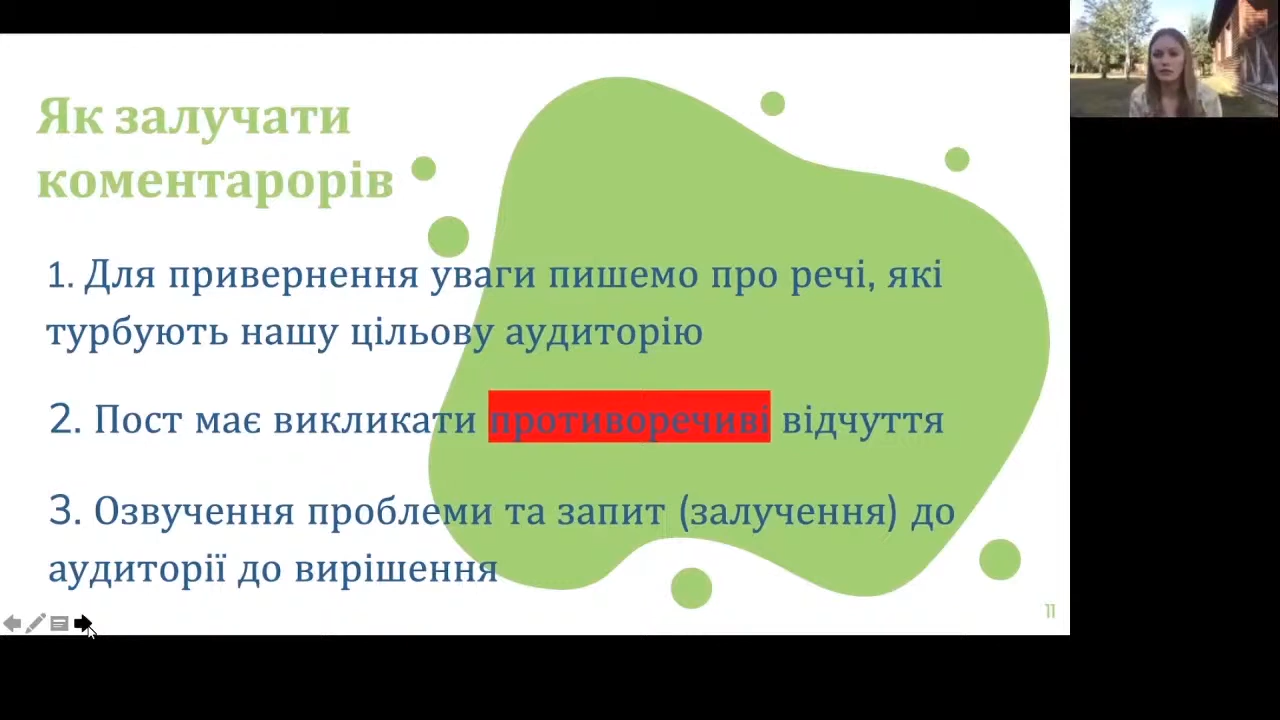 Як залучати
коментарорів
1. Для привернення уваги пишемо про речі, які
турбують нашу цільову аудиторію
2. Пост має викликати противоречиві відчуття
3. Озвучення проблеми та запит (залучення) до
аудиторії до вирішення
11